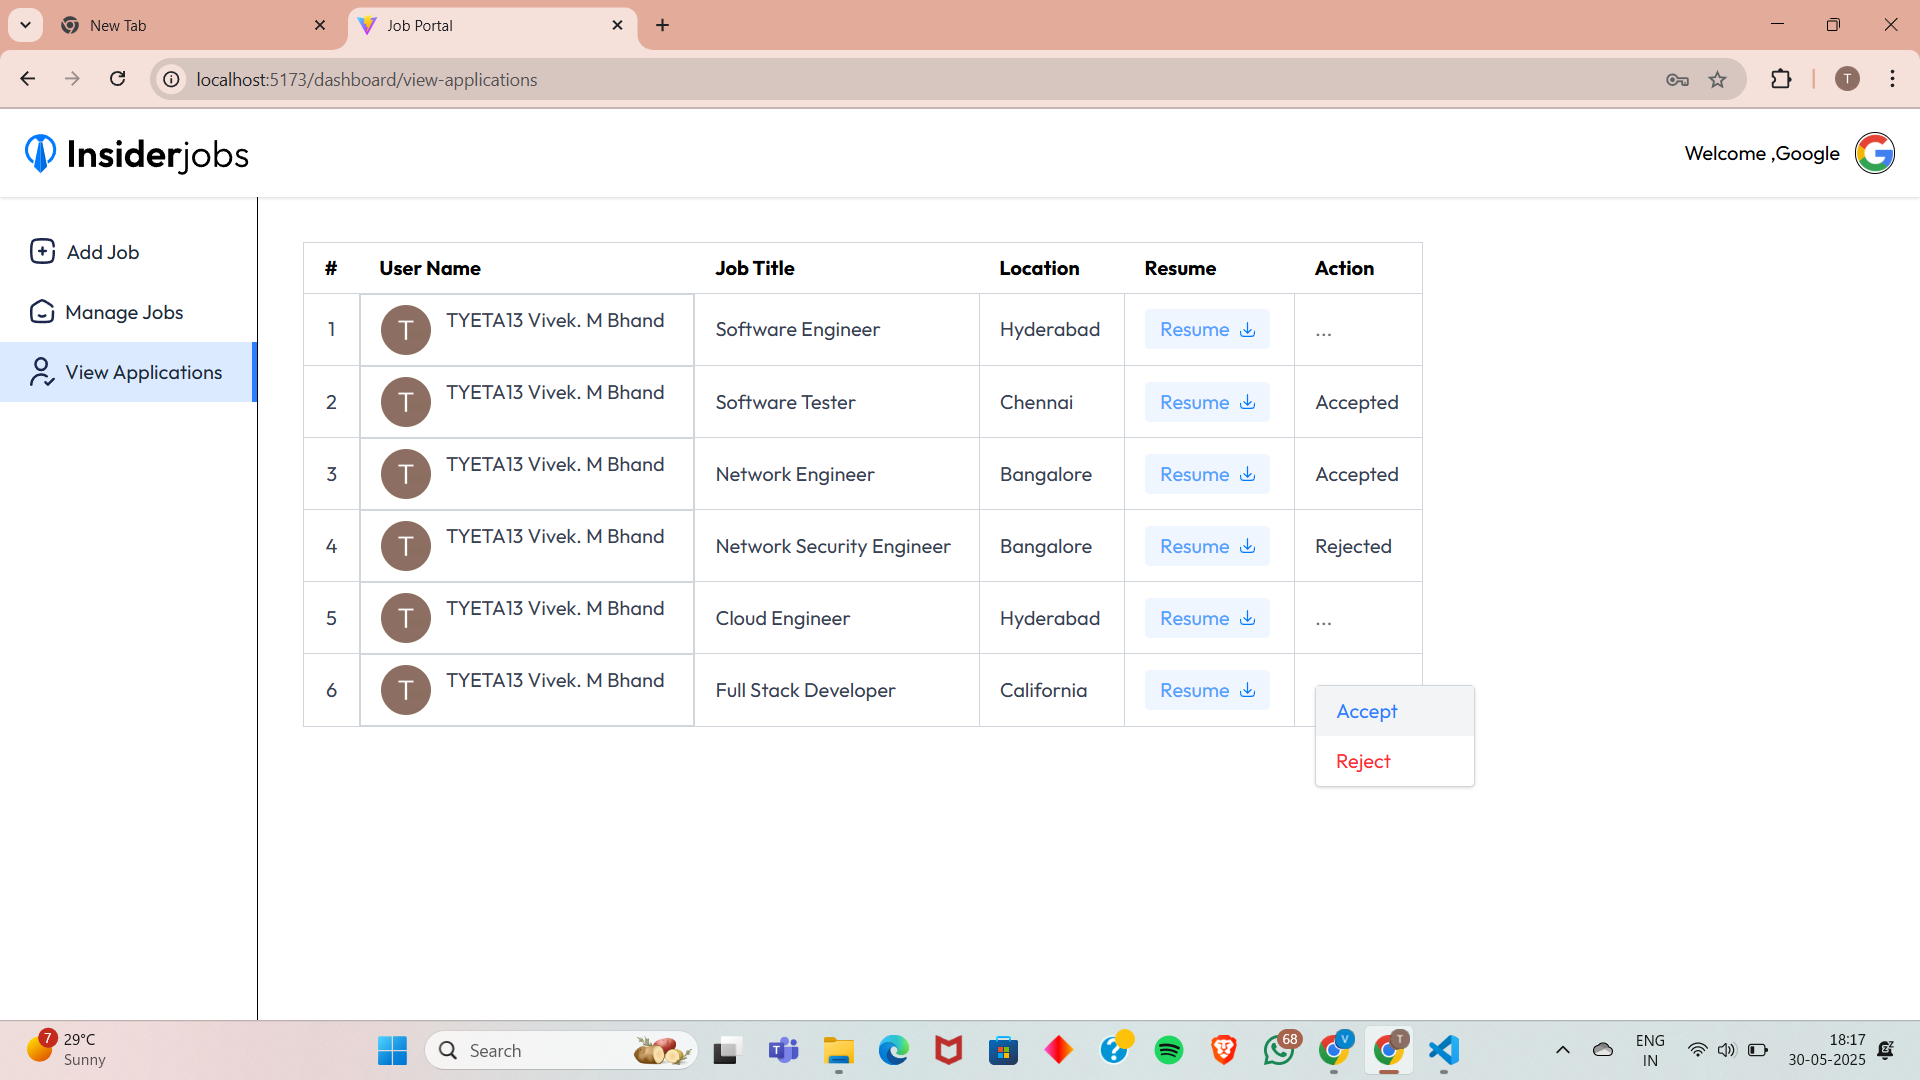 New Tab
Job Portal
localhost:5173/dashboard/view-applications
T
Insiderjobs
Welcome ,Google
Add Job
Manage Jobs
View Applications
# User Name Job Title Location Resume Action
1 T TYETA13 Vivek. M Bhand Software Engineer Hyderabad Resume ...
2 T TYETA13 Vivek. M Bhand Software Tester Chennai Resume Accepted
3 T TYETA13 Vivek. M Bhand Network Engineer Bangalore Resume Accepted
4 T TYETA13 Vivek. M Bhand Network Security Engineer Bangalore Resume Rejected
5 T TYETA13 Vivek. M Bhand Cloud Engineer Hyderabad Resume ...
6 T TYETA13 Vivek. M Bhand Full Stack Developer California Resume
Accept
Reject
7
29°C
Sunny
Search
68
V
T
ENG
IN
18:17
30-05-2025